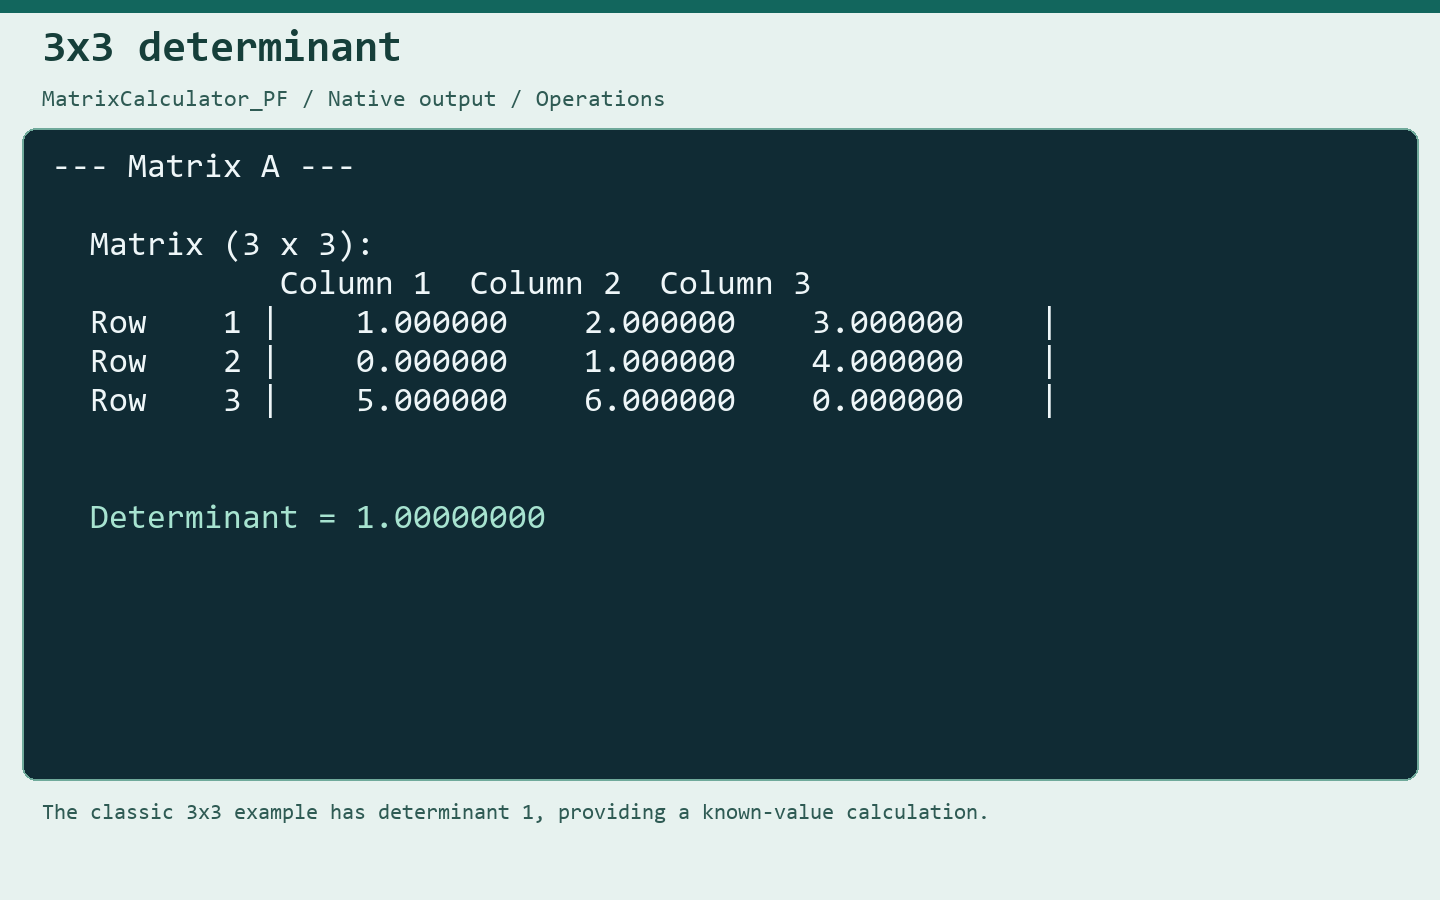 3x3 determinant
MatrixCalculator_PF / Native output / Operations
--- Matrix A ---
Matrix (3 x 3):
Column 1  Column 2  Column 3
Row    1 |    1.000000    2.000000    3.000000    |
Row    2 |    0.000000    1.000000    4.000000    |
Row    3 |    5.000000    6.000000    0.000000    |
Determinant = 1.00000000
The classic 3x3 example has determinant 1, providing a known-value calculation.